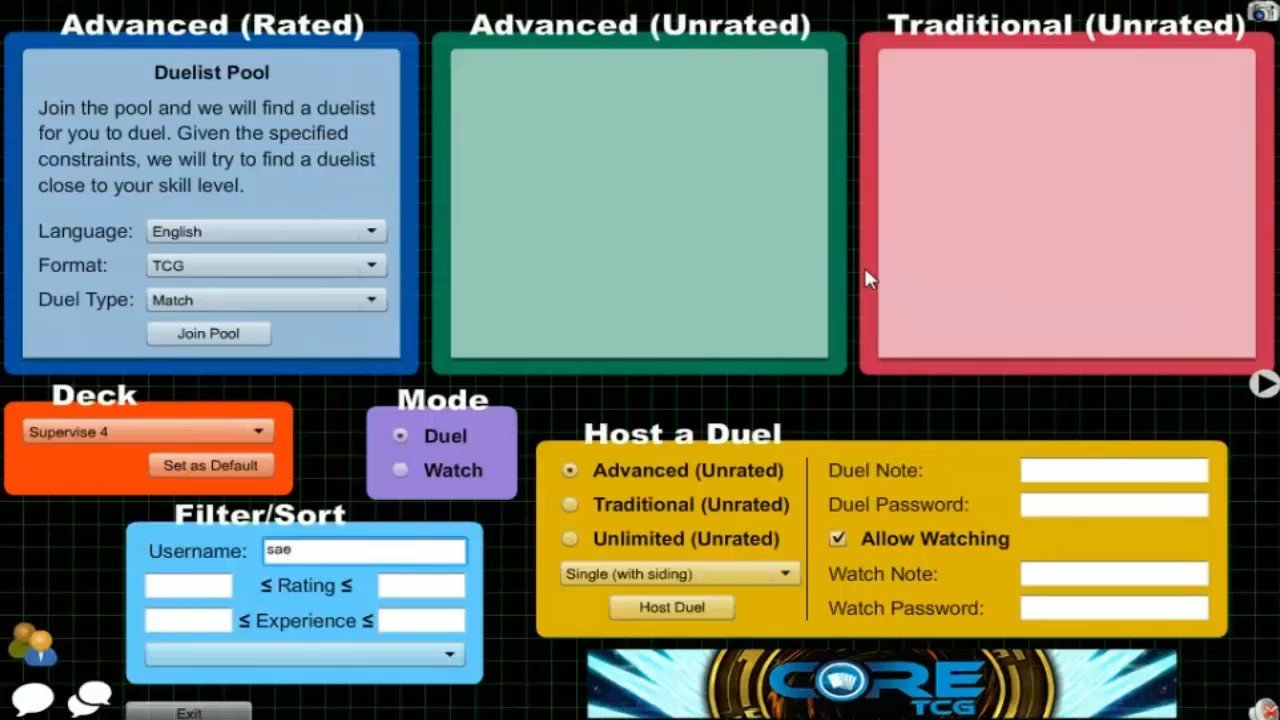 Advanced (Rated)
Duelist Pool
Join the pool and we will find a duelist
for you to duel. Given the specified
constraints, we will try to find a duelist
close to your skill level.
Language: English
Format: TCG
Duel Type: Match
Join Pool
Advanced (Unrated)
Traditional (Unrated)
Deck
Supervise 4
Set as Default
Mode
Duel
Watch
Filter/Sort
Username: sae
≤ Rating ≤
≤ Experience ≤
Exit
Host a Duel
Advanced (Unrated)
Traditional (Unrated)
Unlimited (Unrated)
Single (with siding)
Host Duel
Duel Note:
Duel Password:
Allow Watching
Watch Note:
Watch Password:
CORE
TCG